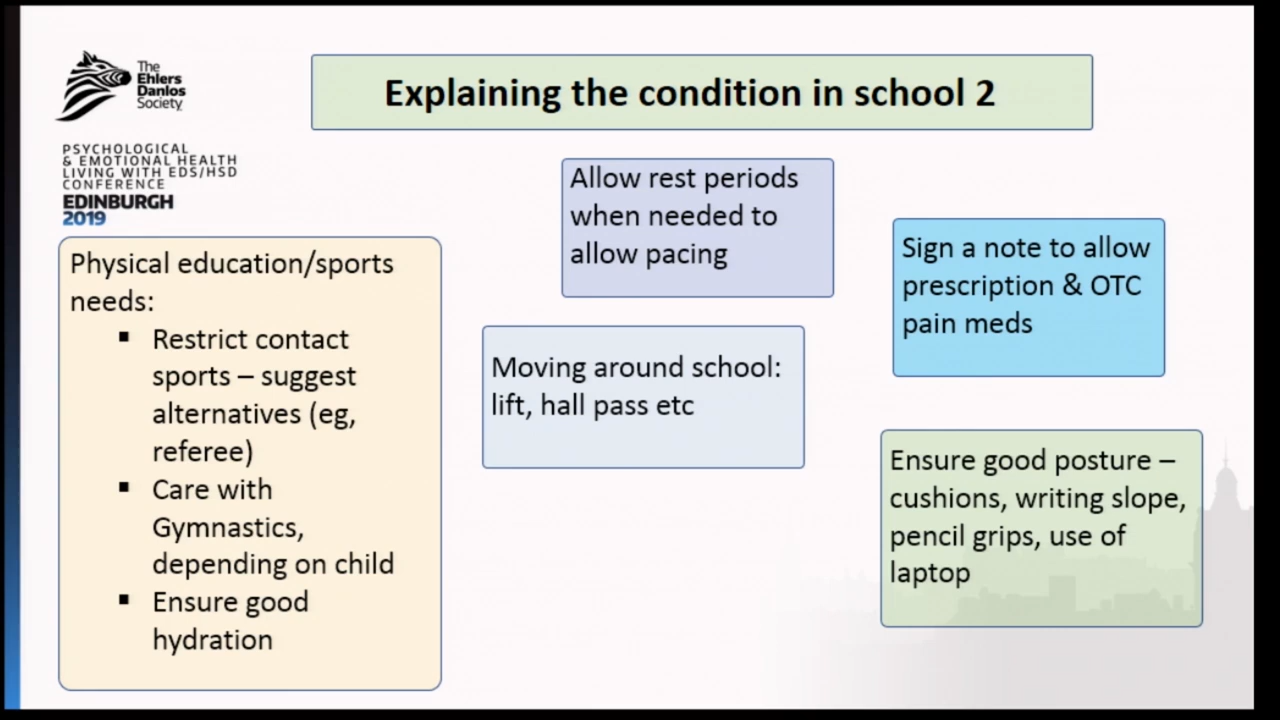 The
Ehlers
Danlos
Society
PSYCHOLOGICAL
& EMOTIONAL HEALTH
LIVING WITH EDS/HSD
CONFERENCE
EDINBURGH
2019
Explaining the condition in school 2
Physical education/sports
needs:
▪ Restrict contact
sports – suggest
alternatives (eg,
referee)
▪ Care with
Gymnastics,
depending on child
▪ Ensure good
hydration
Allow rest periods
when needed to
allow pacing
Moving around school:
lift, hall pass etc
Sign a note to allow
prescription & OTC
pain meds
Ensure good posture –
cushions, writing slope,
pencil grips, use of
laptop